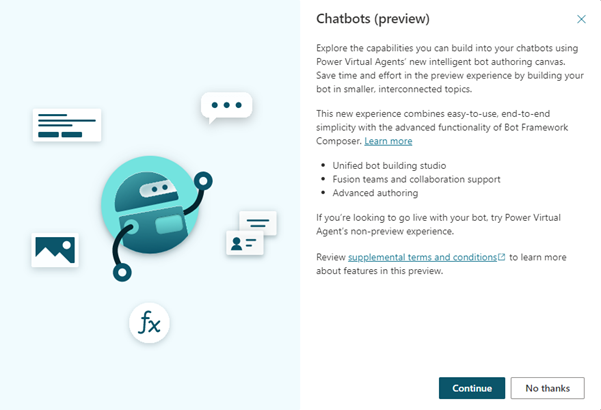 Chatbots (preview)
Explore the capabilities you can build into your chatbots using
Power Virtual Agents' new intelligent bot authoring canvas.
Save time and effort in the preview experience by building your
bot in smaller, interconnected topics.
This new experience combines easy-to-use, end-to-end
simplicity with the advanced functionality of Bot Framework
Composer. Learn more
• Unified bot building studio
• Fusion teams and collaboration support
• Advanced authoring
If you're looking to go live with your bot, try Power Virtual
Agent's non-preview experience.
Review supplemental terms and conditions to learn more
about features in this preview.
fx
Continue No thanks